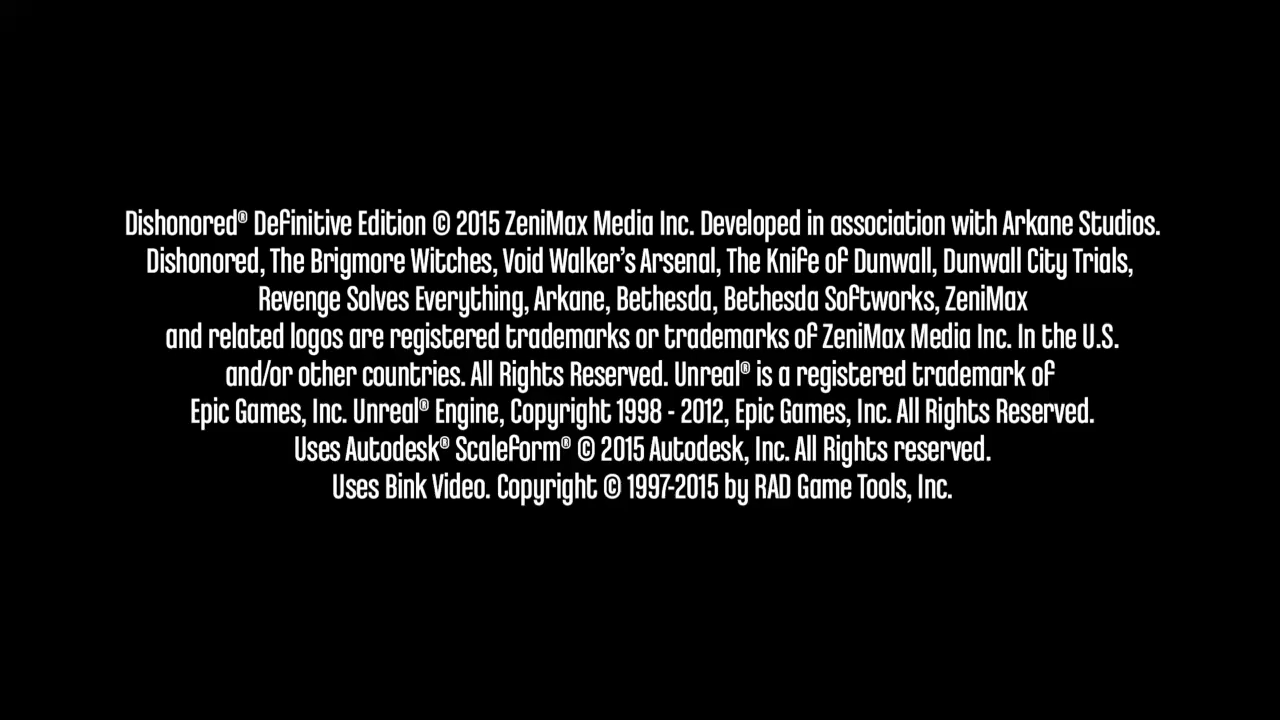 Dishonored® Definitive Edition © 2015 ZeniMax Media Inc. Developed in association with Arkane Studios.
Dishonored, The Brigmore Witches, Void Walker's Arsenal, The Knife of Dunwall, Dunwall City Trials,
Revenge Solves Everything, Arkane, Bethesda, Bethesda Softworks, ZeniMax
and related logos are registered trademarks or trademarks of ZeniMax Media Inc. In the U.S.
and/or other countries. All Rights Reserved. Unreal® is a registered trademark of
Epic Games, Inc. Unreal® Engine, Copyright 1998 - 2012, Epic Games, Inc. All Rights Reserved.
Uses Autodesk® Scaleform® © 2015 Autodesk, Inc. All Rights reserved.
Uses Bink Video. Copyright © 1997-2015 by RAD Game Tools, Inc.